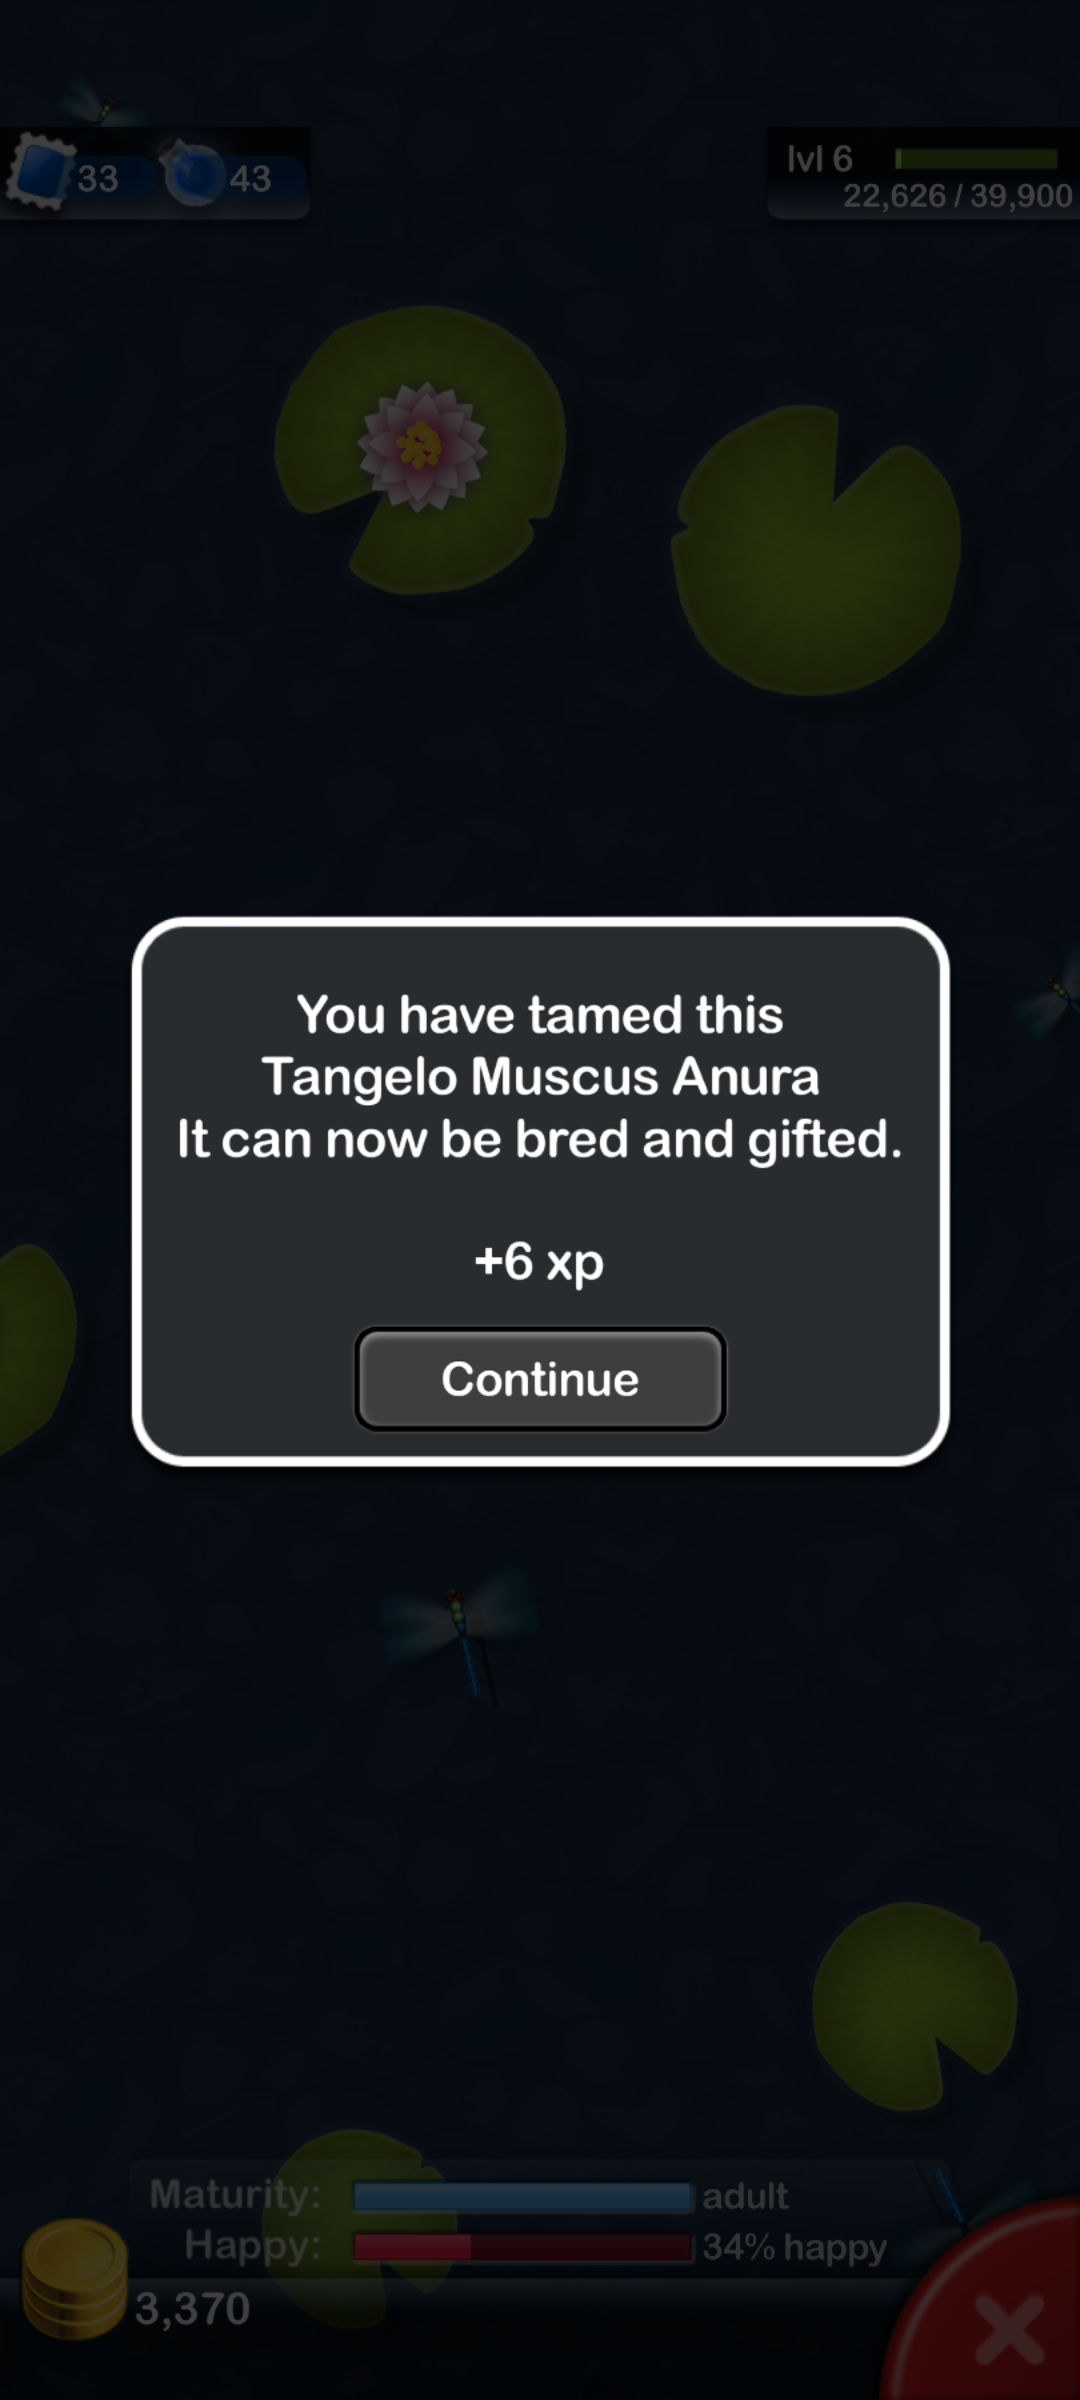 33
43
lvl 6
22,626 / 39,900
You have tamed this
Tangelo Muscus Anura
It can now be bred and gifted.
+6 xp
Continue
Maturity: adult
Happy: 34% happy
3,370